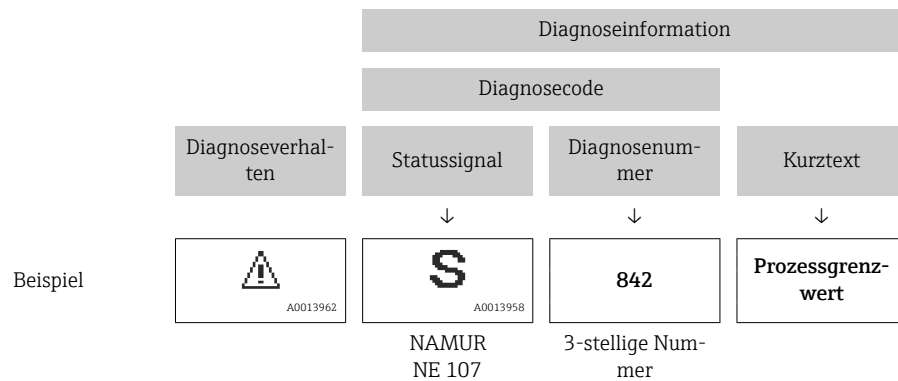 Diagnoseinformation
Diagnosecode
Diagnoseverhal-
ten
Statussignal
Diagnosenum-
mer
Kurztext
↓ ↓ ↓
Beispiel
A0013962
S
A0013958
842
Prozessgrenz-
wert
NAMUR
NE 107
3-stellige Num-
mer